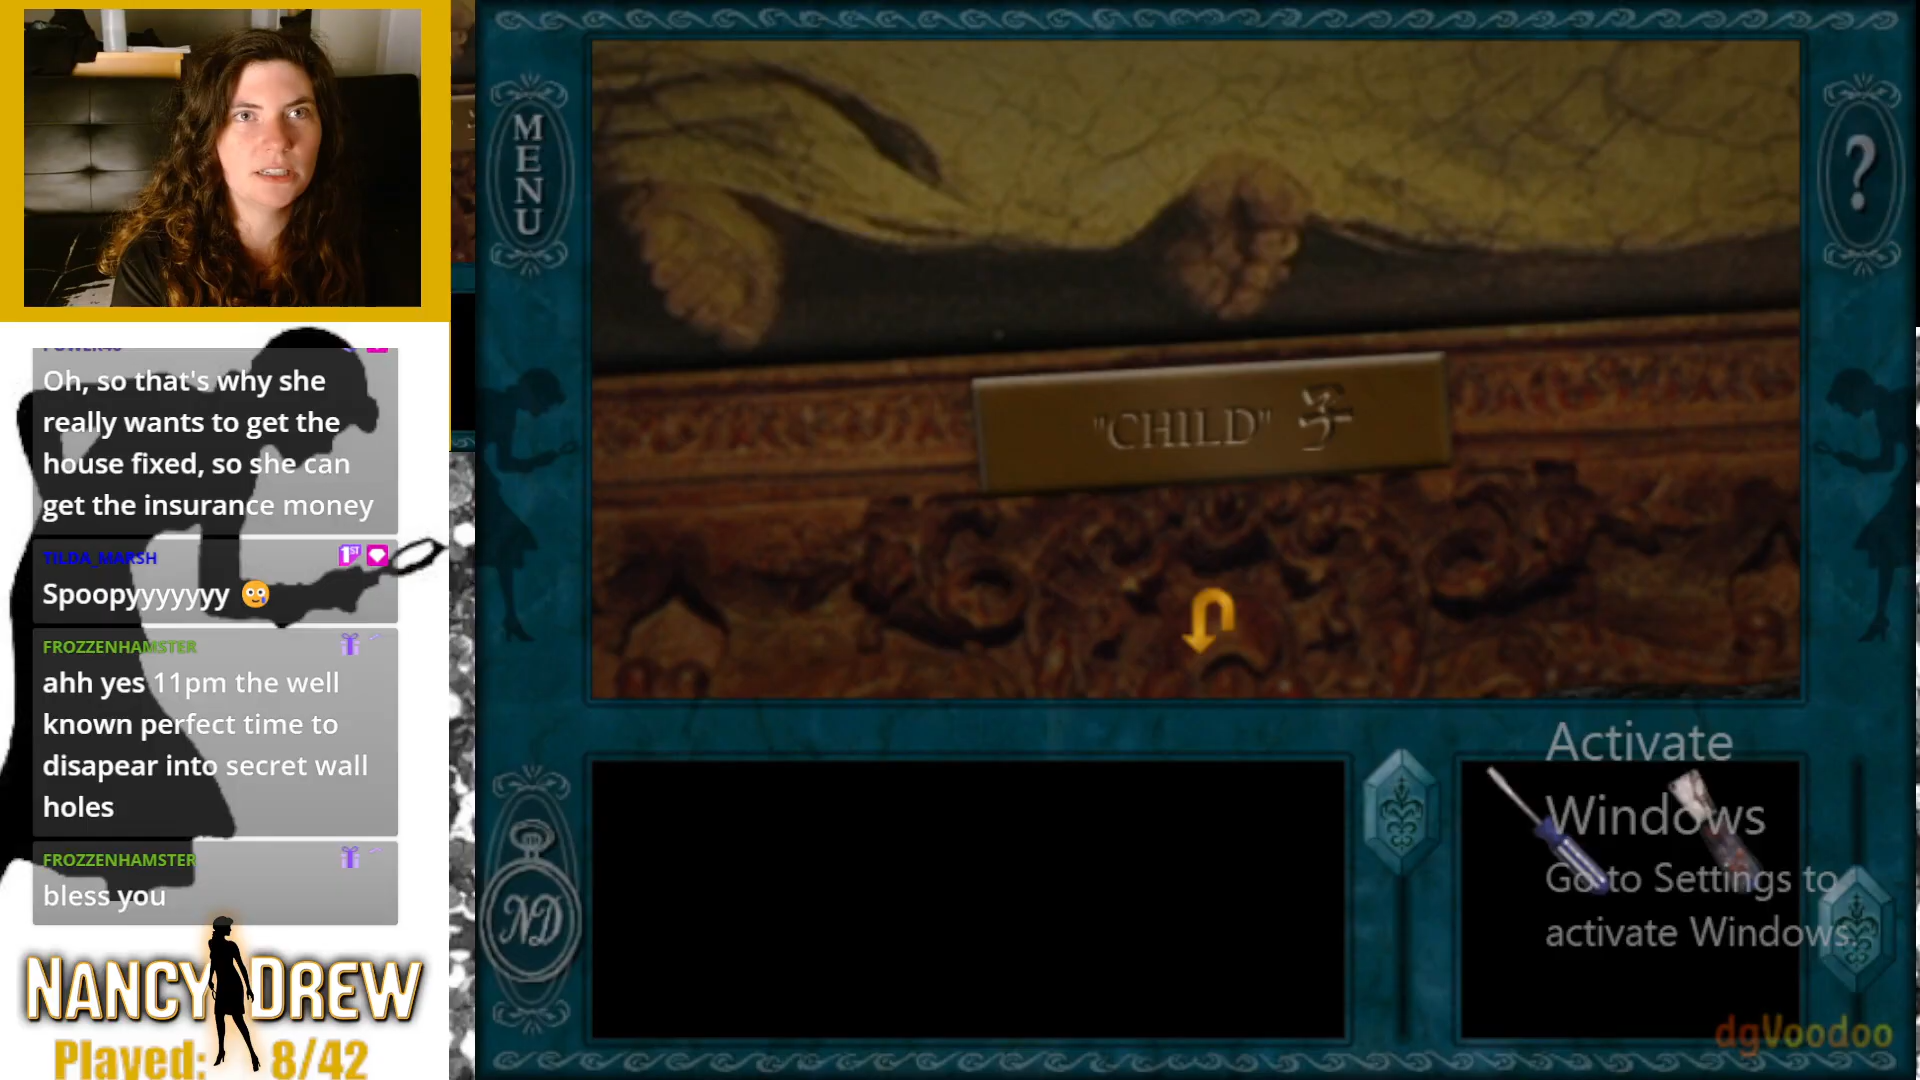 Oh, so that's why she
really wants to get the
house fixed, so she can
get the insurance money
TILDA_MARSH
1ST
Spoopyyyyyyy
FROZZENHAMSTER
ahh yes 11pm the well
known perfect time to
disapear into secret wall
holes
FROZZENHAMSTER
bless you
NANCY DREW
Played: 8/42
MENU
?
"CHILD" 子
ND
Activate
Windows
Go to Settings to
activate Windows.
dgVoodoo